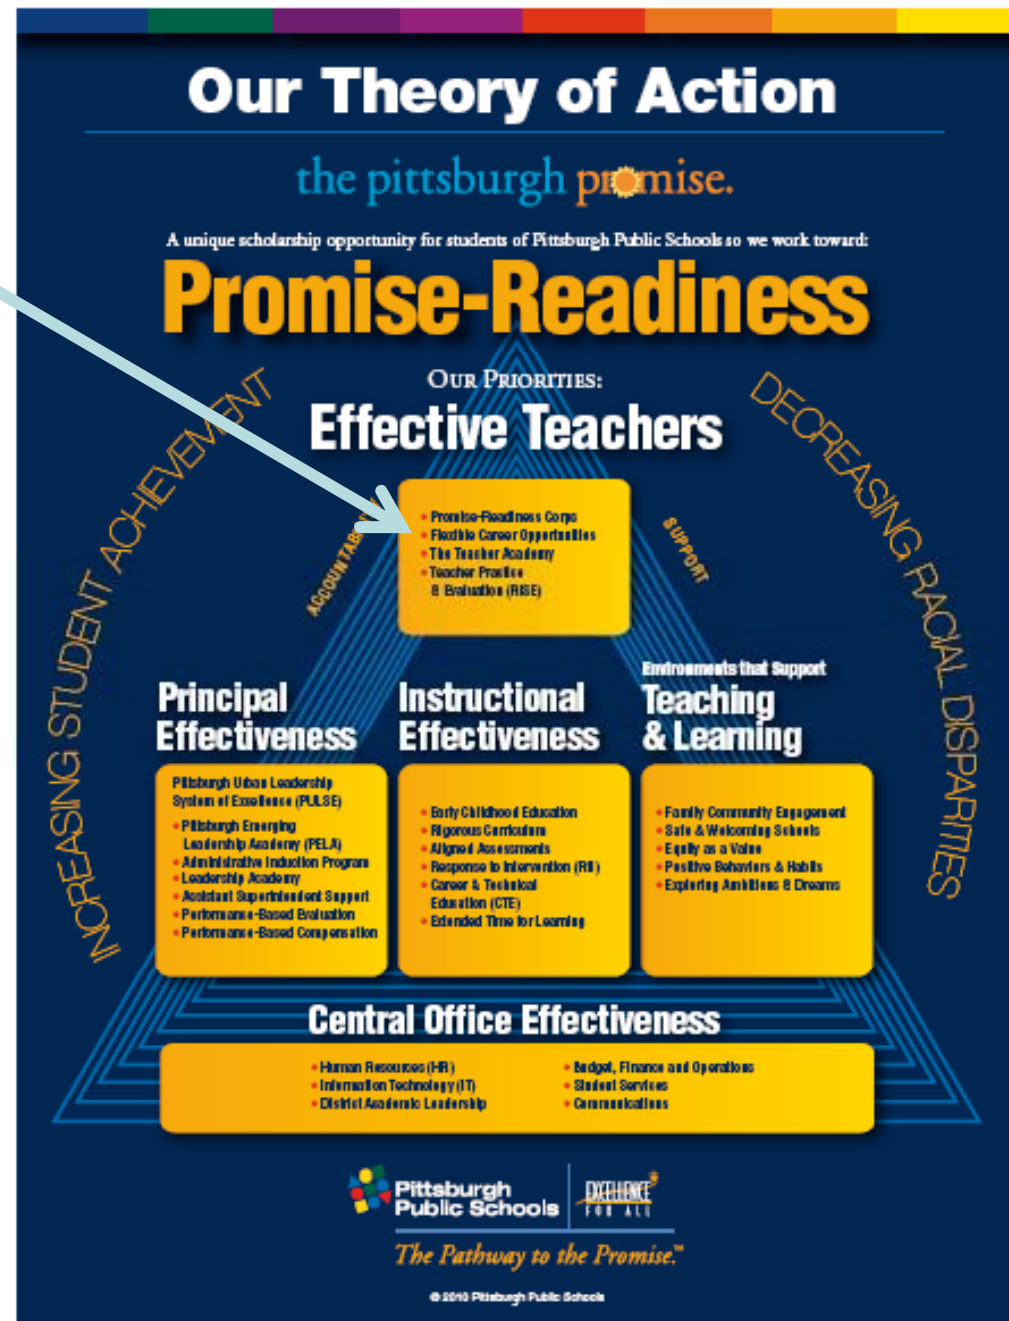 Our Theory of Action
the pittsburgh promise.
A unique scholarship opportunity for students of Pittsburgh Public Schools so we work toward:
Promise-Readiness
OUR PRIORITIES:
Effective Teachers
INCREASING STUDENT ACHIEVEMENT
DECREASING RACIAL DISPARITIES
SUPPORT
• Promise-Readiness Corps
• Flexible Career Opportunities
• The Teacher Academy
• Teacher Practice
& Evaluation (RISE)
Principal
Effectiveness
Pittsburgh Urban Leadership
System of Excellence (PULSE)
• Pittsburgh Emerging
Leadership Academy (PELA)
• Administrative Induction Program
• Leadership Academy
• Assistant Superintendent Support
• Performance-Based Evaluation
• Performance-Based Compensation
Instructional
Effectiveness
• Early Childhood Education
• Rigorous Curriculum
• Aligned Assessments
• Response to Intervention (RtI)
• Career & Technical
Education (CTE)
• Extended Time for Learning
Environments that Support
Teaching
& Learning
• Family Community Engagement
• Safe & Welcoming Schools
• Equity as a Value
• Positive Behaviors & Habits
• Exploring Ambitions & Dreams
Central Office Effectiveness
• Human Resources (HR)
• Information Technology (IT)
• District Academic Leadership
• Budget, Finance and Operations
• Student Services
• Communications
Pittsburgh
Public Schools
EXCELLENCE
FOR ALL
The Pathway to the Promise.™
© 2010 Pittsburgh Public Schools